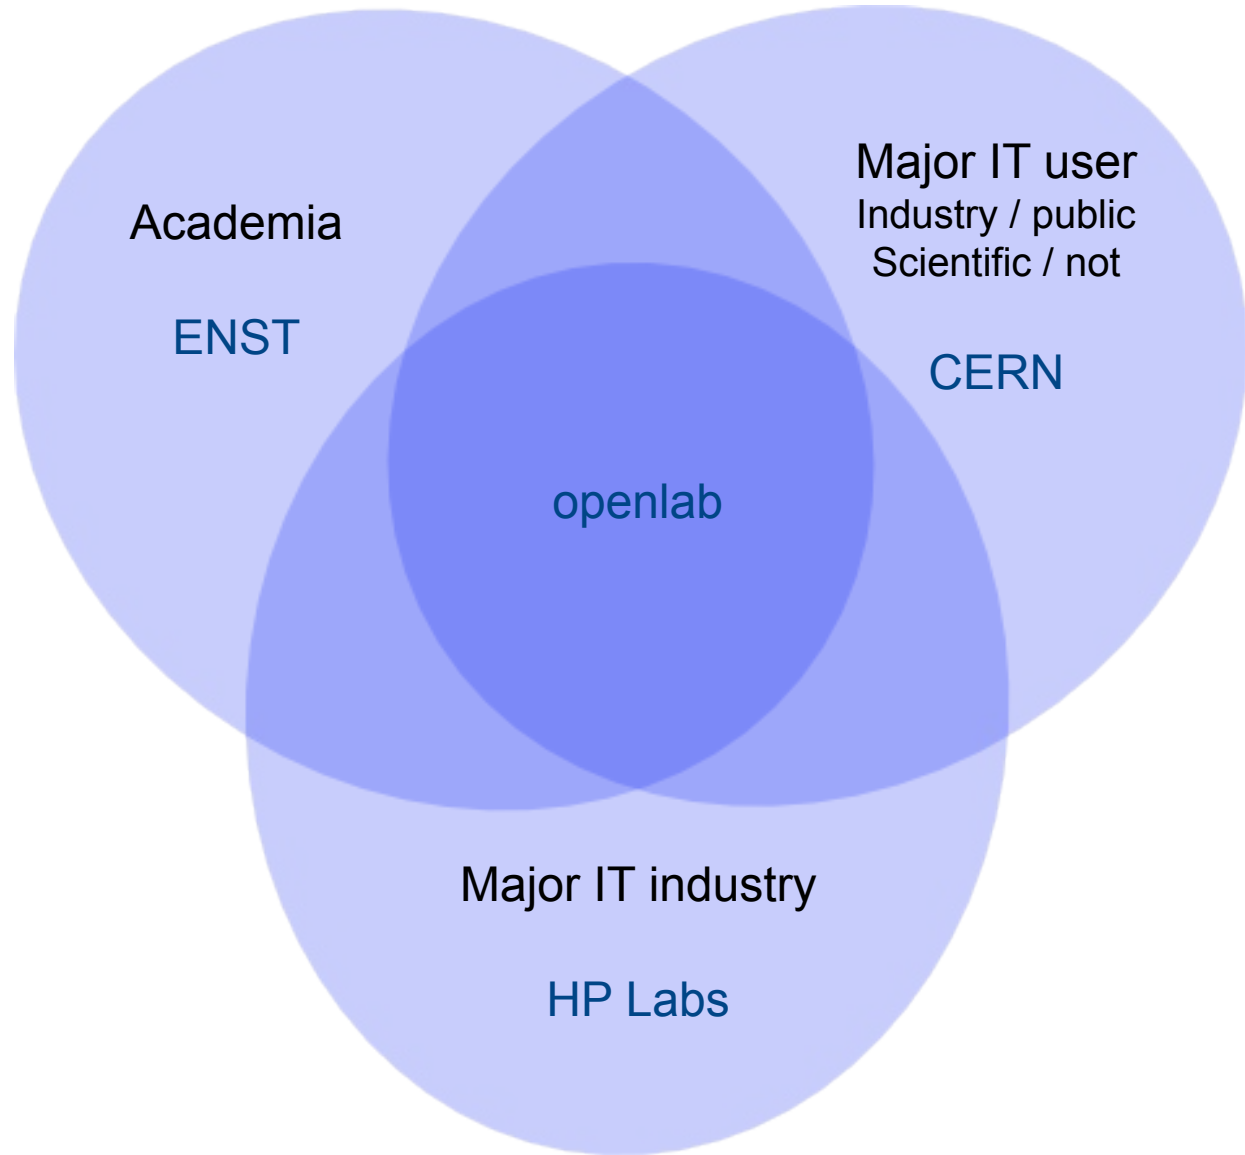 Academia
ENST
Major IT user
Industry / public
Scientific / not
CERN
openlab
Major IT industry
HP Labs